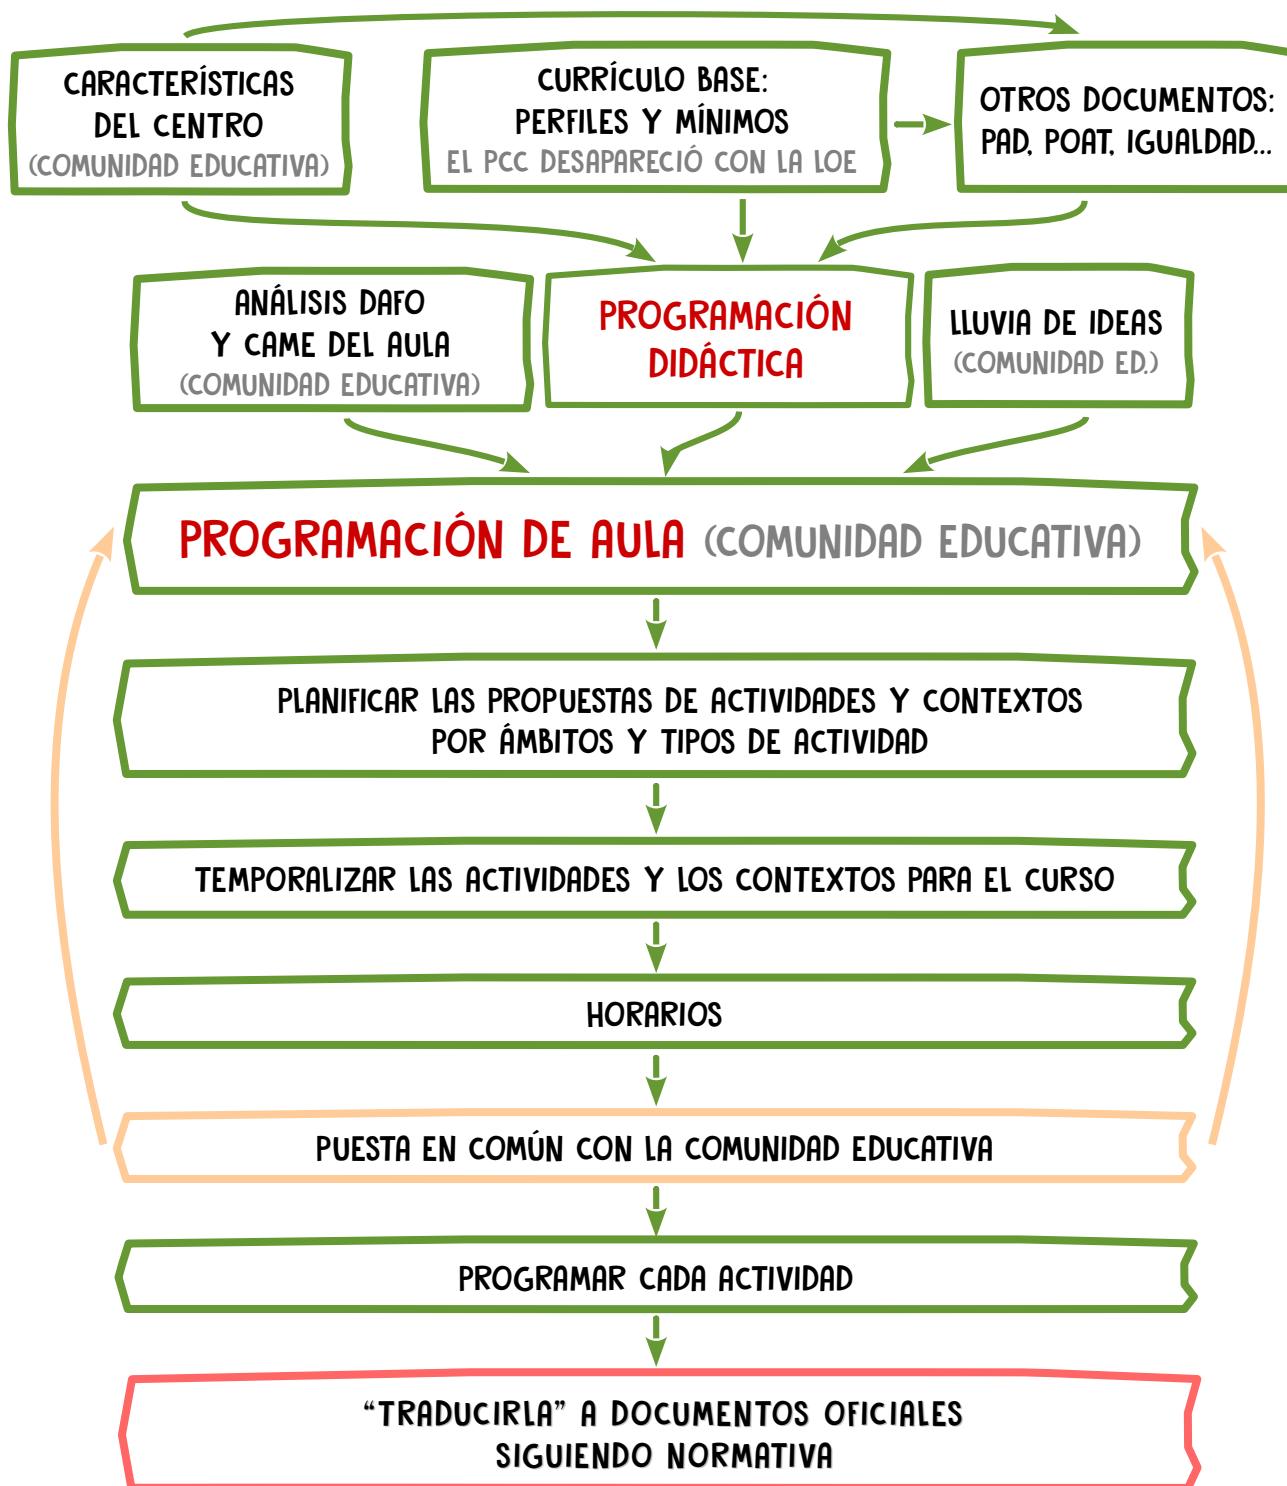 CARACTERÍSTICAS
DEL CENTRO
(COMUNIDAD EDUCATIVA)
CURRÍCULO BASE:
PERFILES Y MÍNIMOS
EL PCC DESAPARECIÓ CON LA LOE
OTROS DOCUMENTOS:
PAD, POAT, IGUALDAD...
ANÁLISIS DAFO
Y CAME DEL AULA
(COMUNIDAD EDUCATIVA)
PROGRAMACIÓN
DIDÁCTICA
LLUVIA DE IDEAS
(COMUNIDAD ED.)
PROGRAMACIÓN DE AULA (COMUNIDAD EDUCATIVA)
PLANIFICAR LAS PROPUESTAS DE ACTIVIDADES Y CONTEXTOS
POR ÁMBITOS Y TIPOS DE ACTIVIDAD
TEMPORALIZAR LAS ACTIVIDADES Y LOS CONTEXTOS PARA EL CURSO
HORARIOS
PUESTA EN COMÚN CON LA COMUNIDAD EDUCATIVA
PROGRAMAR CADA ACTIVIDAD
“TRADUCIRLA” A DOCUMENTOS OFICIALES
SIGUIENDO NORMATIVA